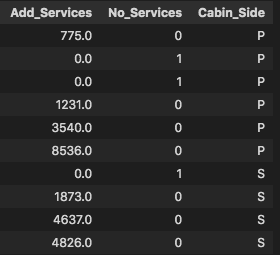 Add_Services No_Services Cabin_Side
775.0 0 P
0.0 1 P
0.0 1 P
1231.0 0 P
3540.0 0 P
8536.0 0 P
0.0 1 S
1873.0 0 S
4637.0 0 S
4826.0 0 S